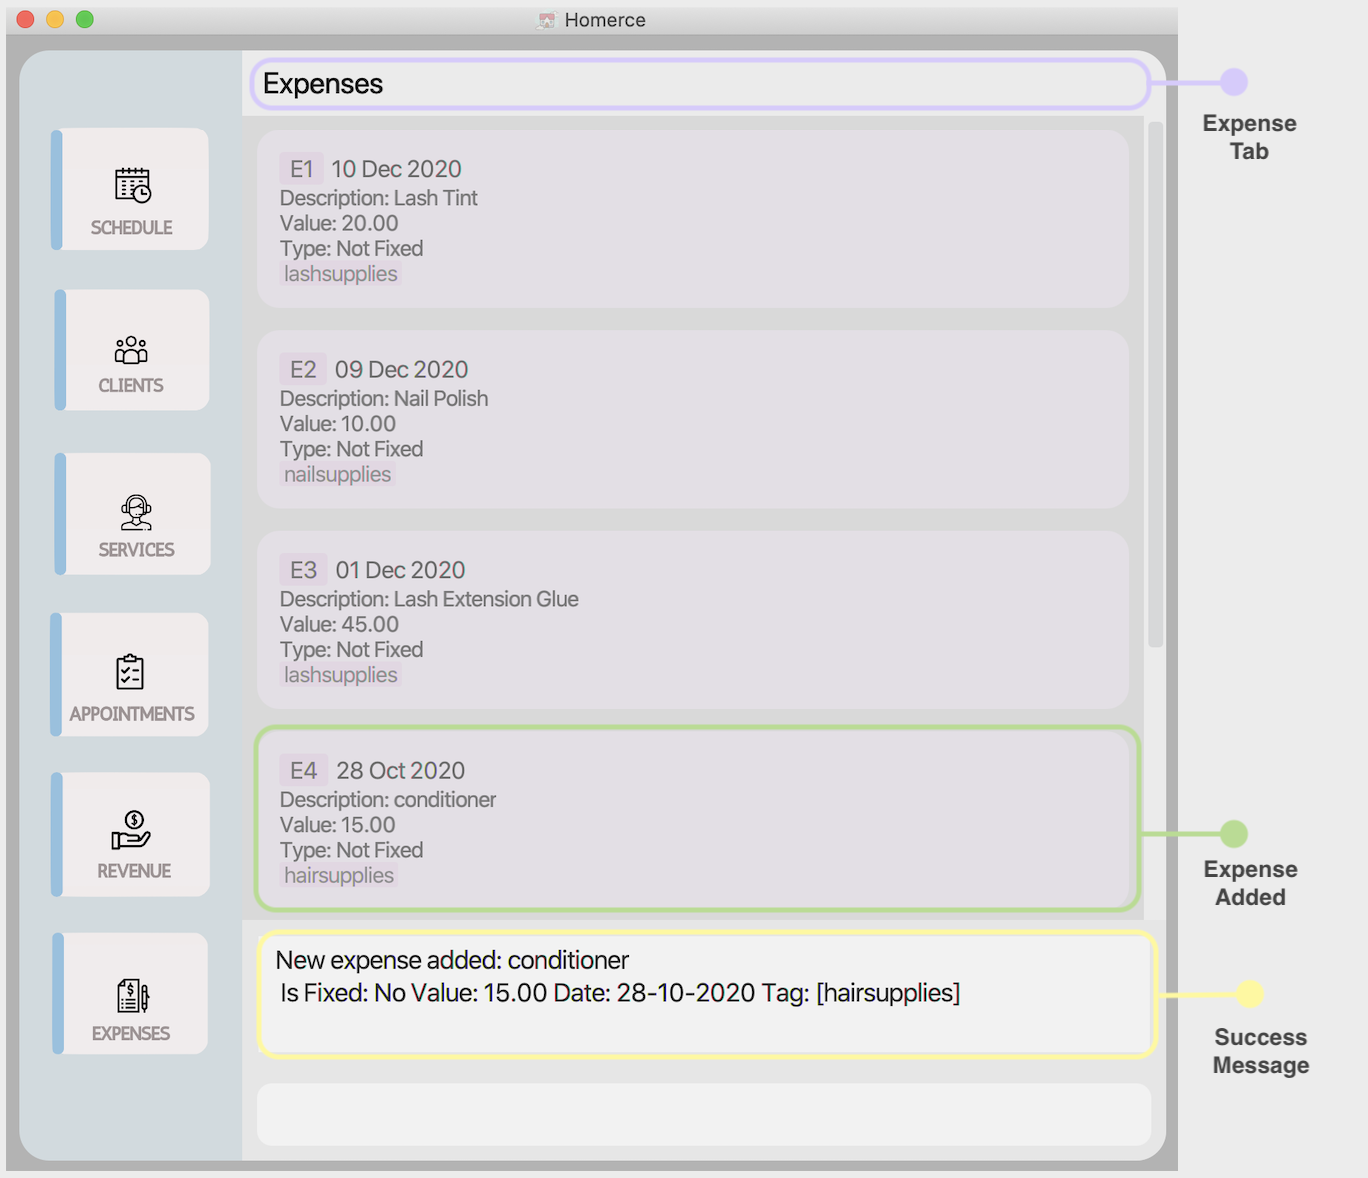 Homerce
Expenses
SCHEDULE
CLIENTS
SERVICES
APPOINTMENTS
REVENUE
EXPENSES
E1 10 Dec 2020
Description: Lash Tint
Value: 20.00
Type: Not Fixed
lashsupplies
E2 09 Dec 2020
Description: Nail Polish
Value: 10.00
Type: Not Fixed
nailsupplies
E3 01 Dec 2020
Description: Lash Extension Glue
Value: 45.00
Type: Not Fixed
lashsupplies
E4 28 Oct 2020
Description: conditioner
Value: 15.00
Type: Not Fixed
hairsupplies
New expense added: conditioner
Is Fixed: No Value: 15.00 Date: 28-10-2020 Tag: [hairsupplies]
Expense
Tab
Expense
Added
Success
Message